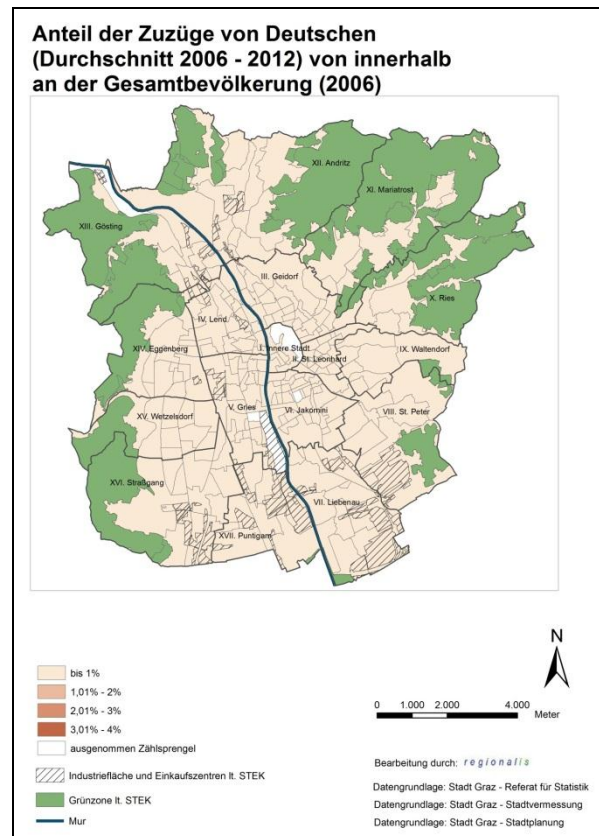 Anteil der Zuzüge von Deutschen
(Durchschnitt 2006 - 2012) von innerhalb
an der Gesamtbevölkerung (2006)
XII. Andritz
XI. Mariatrost
XIII. Gösting
III. Geidorf
X. Ries
IV. Lend
I. Innere Stadt
XIV. Eggenberg
II. St. Leonhard
IX. Waltendorf
V. Gries
VI. Jakomini
VIII. St. Peter
XV. Wetzelsdorf
XVI. Straßgang
VII. Liebenau
XVII. Puntigam
N
bis 1%
1,01% - 2%
2,01% - 3%
3,01% - 4%
ausgenommen Zählsprengel
Industriefläche und Einkaufszentren lt. STEK
Grünzone lt. STEK
Mur
0 1.000 2.000 4.000
Meter
Bearbeitung durch: regionalis
Datengrundlage: Stadt Graz - Referat für Statistik
Datengrundlage: Stadt Graz - Stadtvermessung
Datengrundlage: Stadt Graz - Stadtplanung